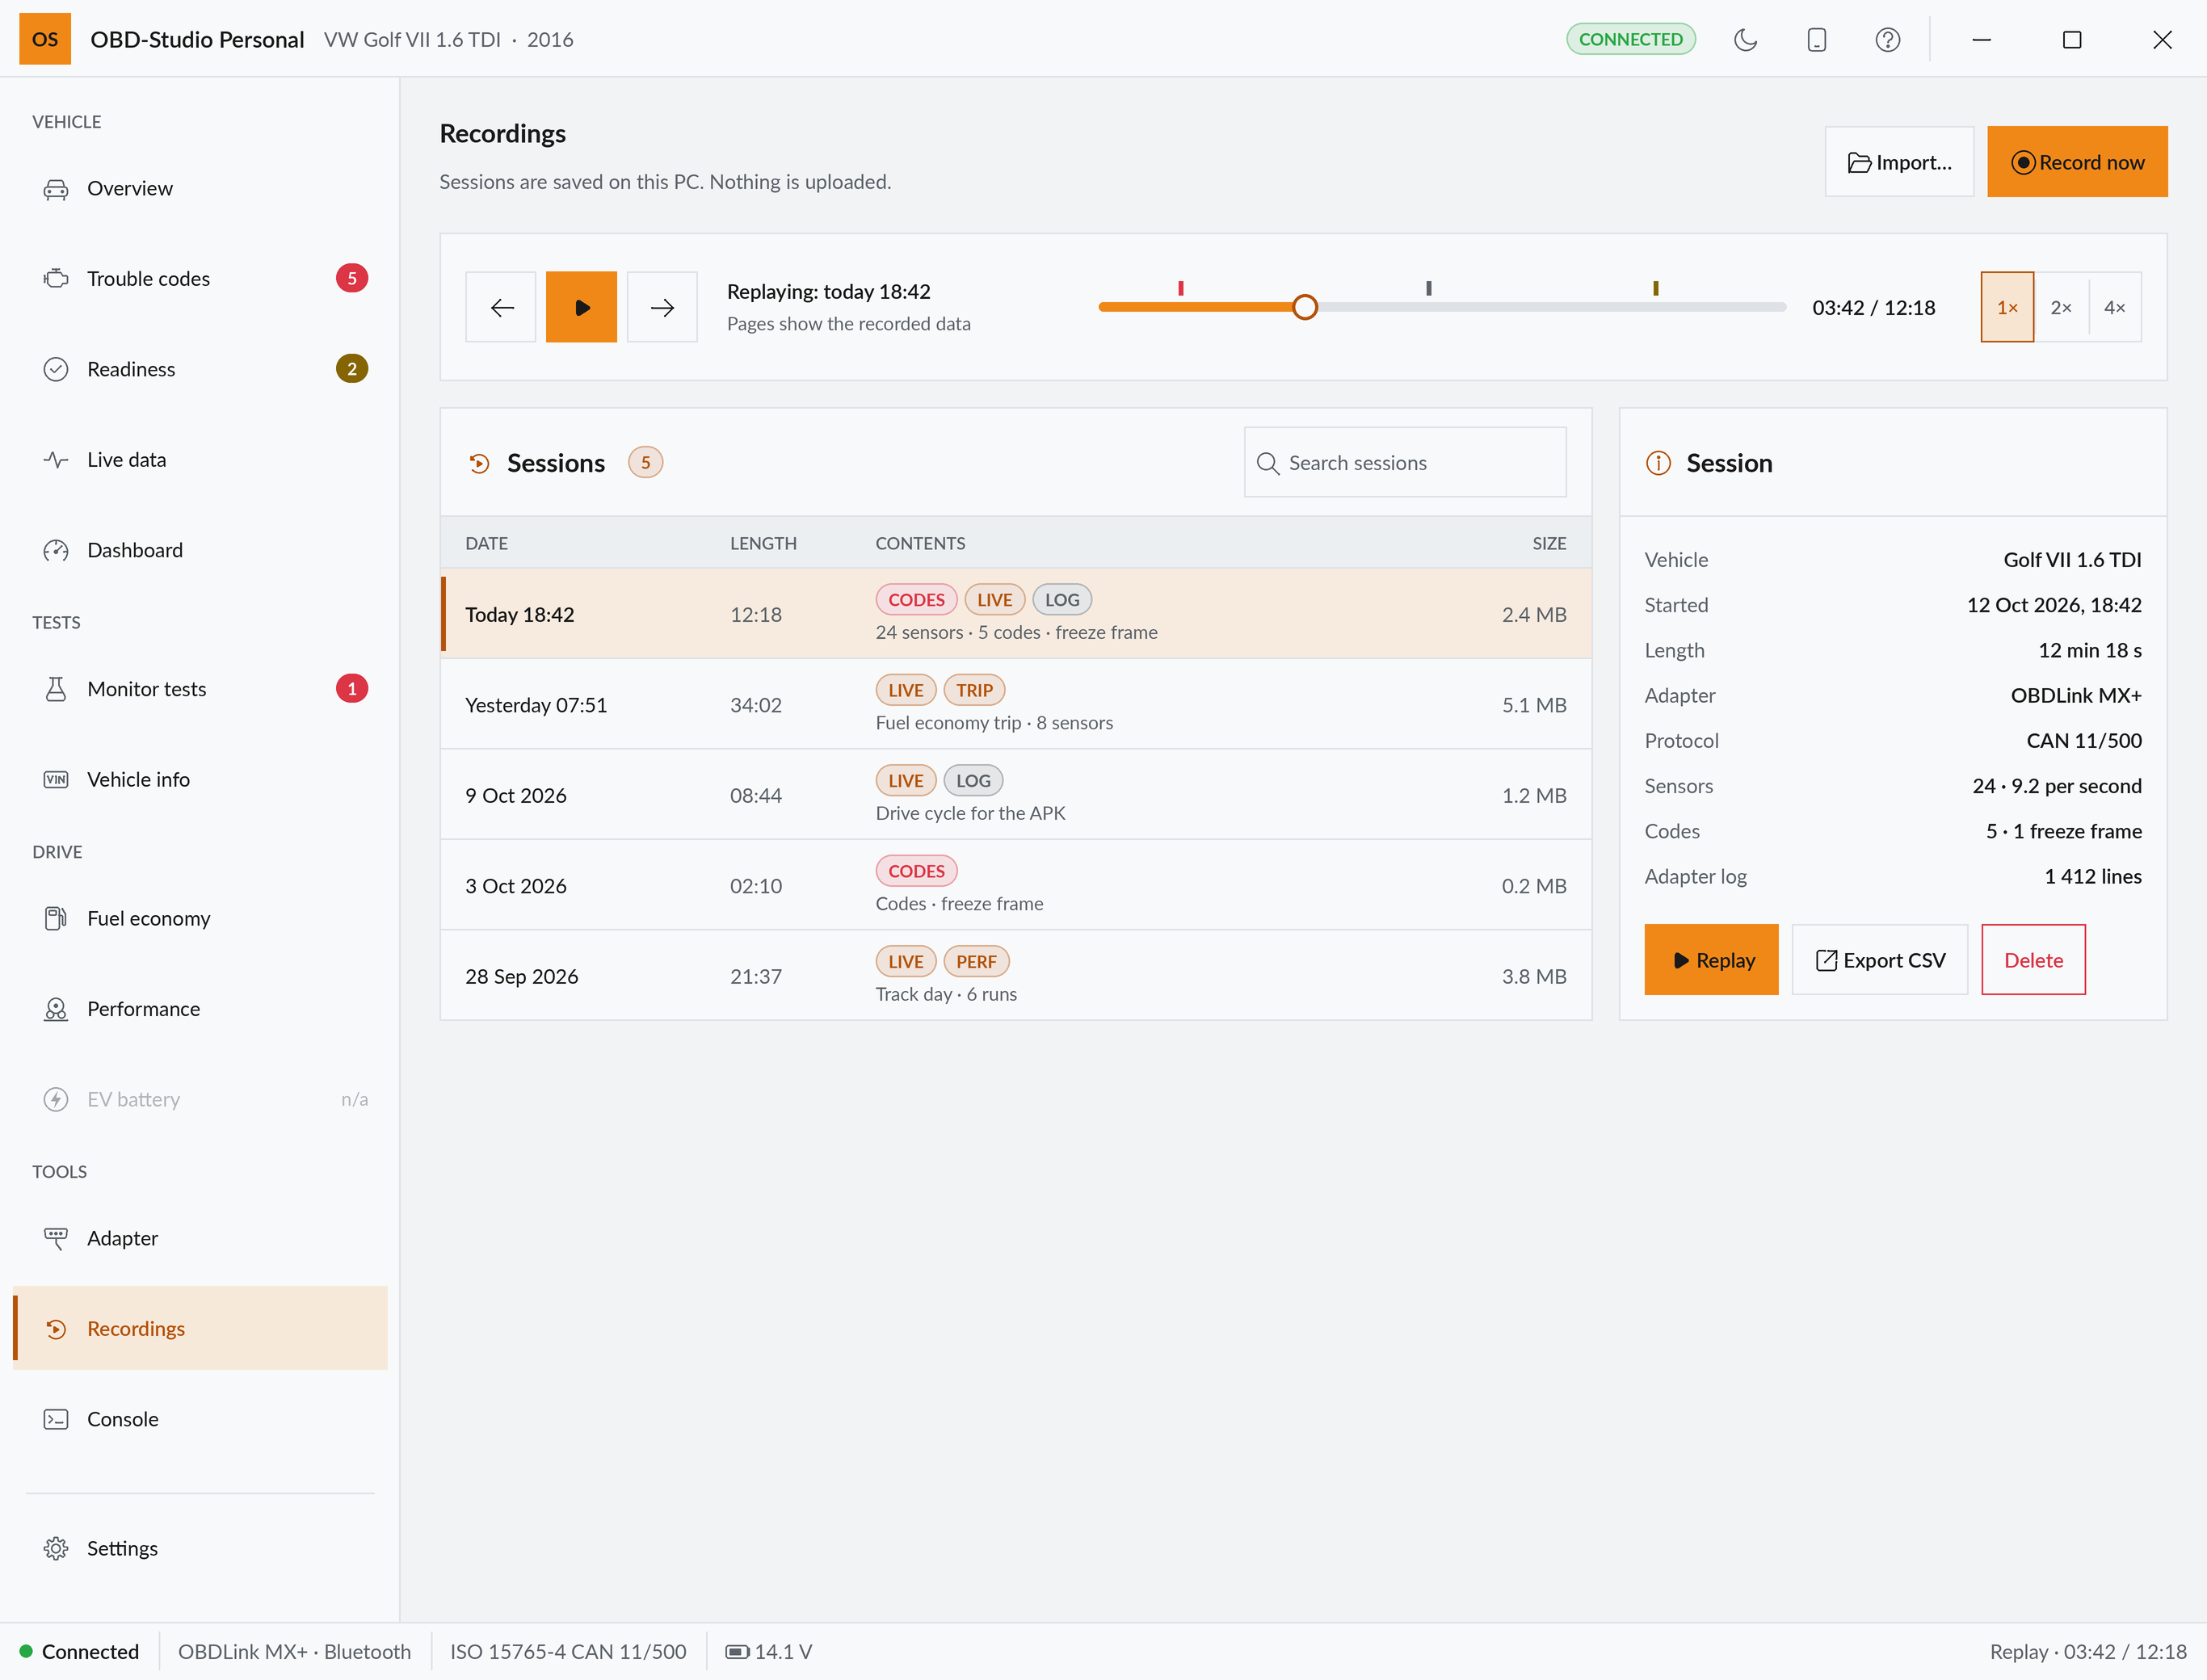 OS OBD-Studio Personal VW Golf VII 1.6 TDI · 2016 CONNECTED
VEHICLE
Overview
Trouble codes 5
Readiness 2
Live data
Dashboard
TESTS
Monitor tests 1
VIN Vehicle info
DRIVE
Fuel economy
Performance
EV battery n/a
TOOLS
Adapter
Recordings
Console
Settings
Recordings
Sessions are saved on this PC. Nothing is uploaded.
Import... Record now
Replaying: today 18:42
Pages show the recorded data
03:42 / 12:18 1× 2× 4×
Sessions 5 Search sessions
DATE LENGTH CONTENTS SIZE
Today 18:42 12:18 CODES LIVE LOG 2.4 MB
24 sensors · 5 codes · freeze frame
Yesterday 07:51 34:02 LIVE TRIP 5.1 MB
Fuel economy trip · 8 sensors
9 Oct 2026 08:44 LIVE LOG 1.2 MB
Drive cycle for the APK
3 Oct 2026 02:10 CODES 0.2 MB
Codes · freeze frame
28 Sep 2026 21:37 LIVE PERF 3.8 MB
Track day · 6 runs
Session
Vehicle Golf VII 1.6 TDI
Started 12 Oct 2026, 18:42
Length 12 min 18 s
Adapter OBDLink MX+
Protocol CAN 11/500
Sensors 24 · 9.2 per second
Codes 5 · 1 freeze frame
Adapter log 1 412 lines
Replay Export CSV Delete
Connected OBDLink MX+ · Bluetooth ISO 15765-4 CAN 11/500 14.1 V Replay · 03:42 / 12:18